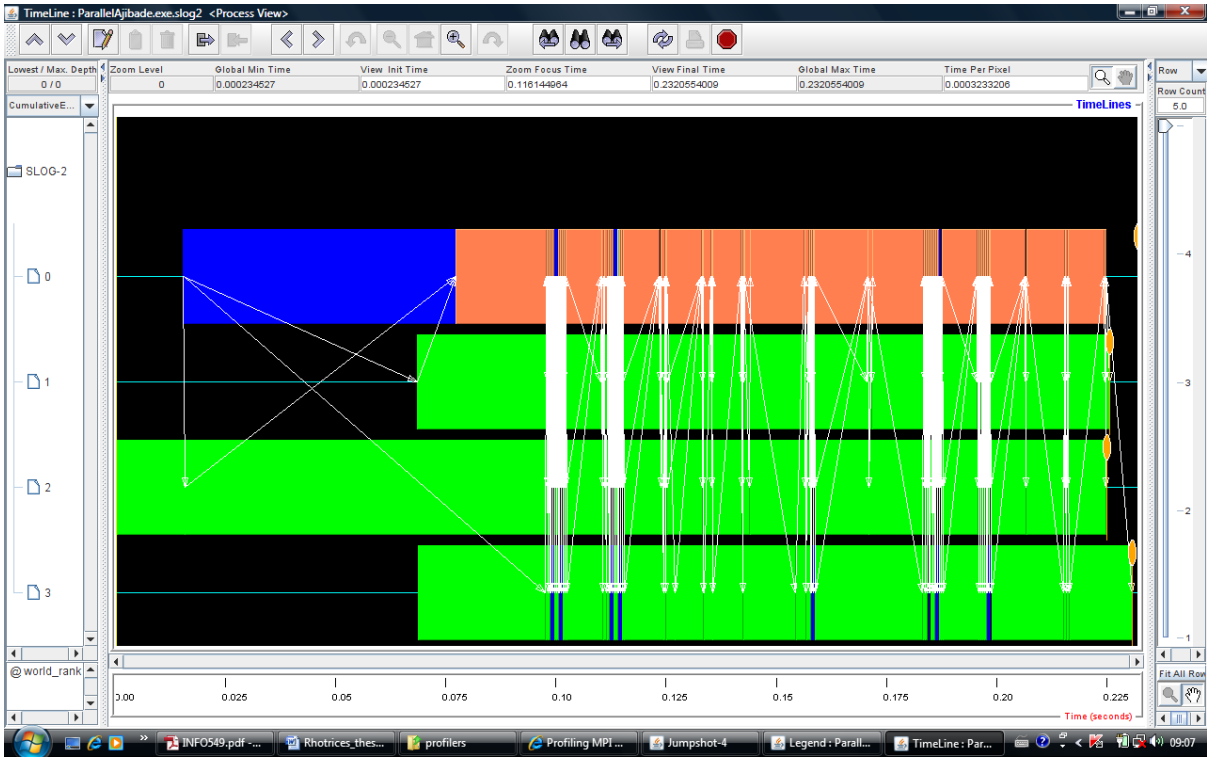 TimeLine : ParallelAjibade.exe.slog2 <Process View>
Lowest / Max. Depth
0 / 0
CumulativeE...
Zoom Level Global Min Time View Init Time Zoom Focus Time View Final Time Global Max Time Time Per Pixel
0 0.000234527 0.000234527 0.116144964 0.2320554009 0.2320554009 0.0003233206
Row
Row Count
5.0
TimeLines
SLOG-2
0
1
2
3
4
3
2
1
@ world_rank
Fit All Row
0.025 0.05 0.075 0.10 0.125 0.15 0.175 0.20 0.225
Time (seconds)
INFO549.pdf -... Rhotrices_thes... profilers Profiling MPI ... Jumpshot-4 Legend : Parall... TimeLine : Par... 09:07